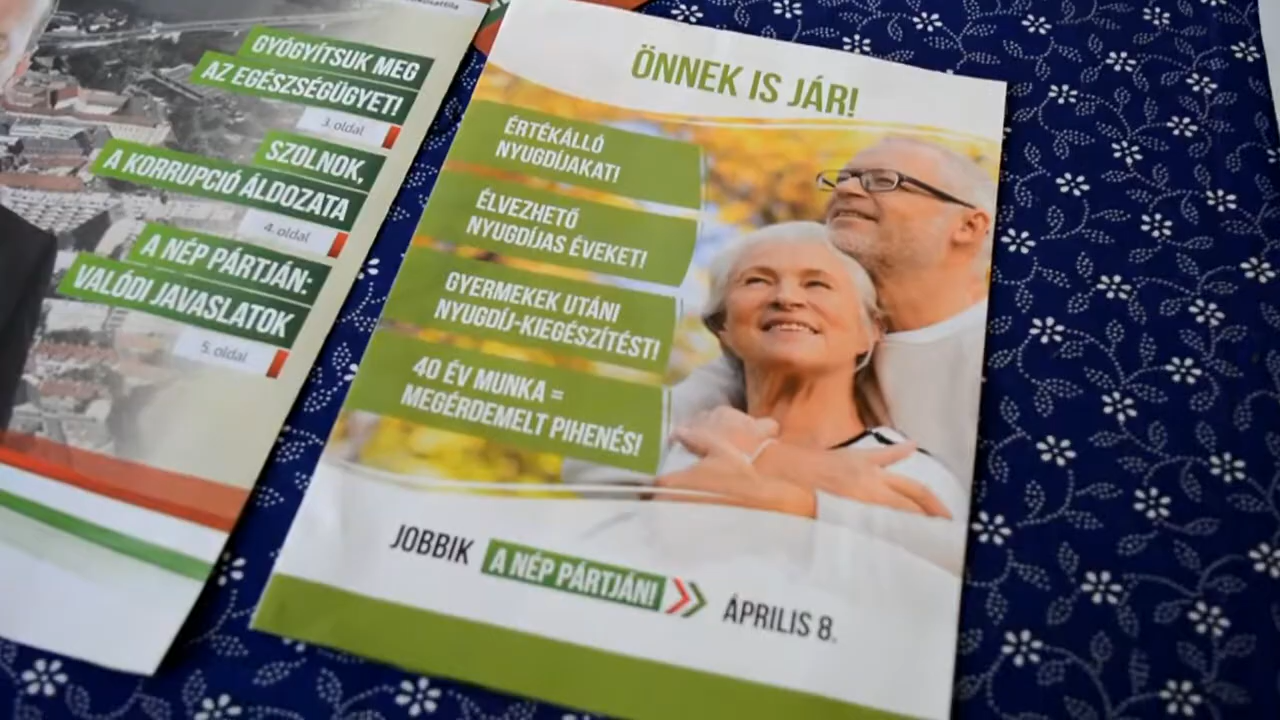 GYÓGYÍTSUK MEG
AZ EGÉSZSÉGÜGYET!
3. oldal
SZOLNOK,
A KORRUPCIÓ ÁLDOZATA
4. oldal
A NÉP PÁRTJÁN:
VALÓDI JAVASLATOK
5. oldal
ÖNNEK IS JÁR!
ÉRTÉKÁLLÓ
NYUGDÍJAKAT!
ÉLVEZHETŐ
NYUGDÍJAS ÉVEKET!
GYERMEKEK UTÁNI
NYUGDÍJ-KIEGÉSZÍTÉST!
40 ÉV MUNKA =
MEGÉRDEMELT PIHENÉS!
JOBBIK A NÉP PÁRTJÁN! ÁPRILIS 8.